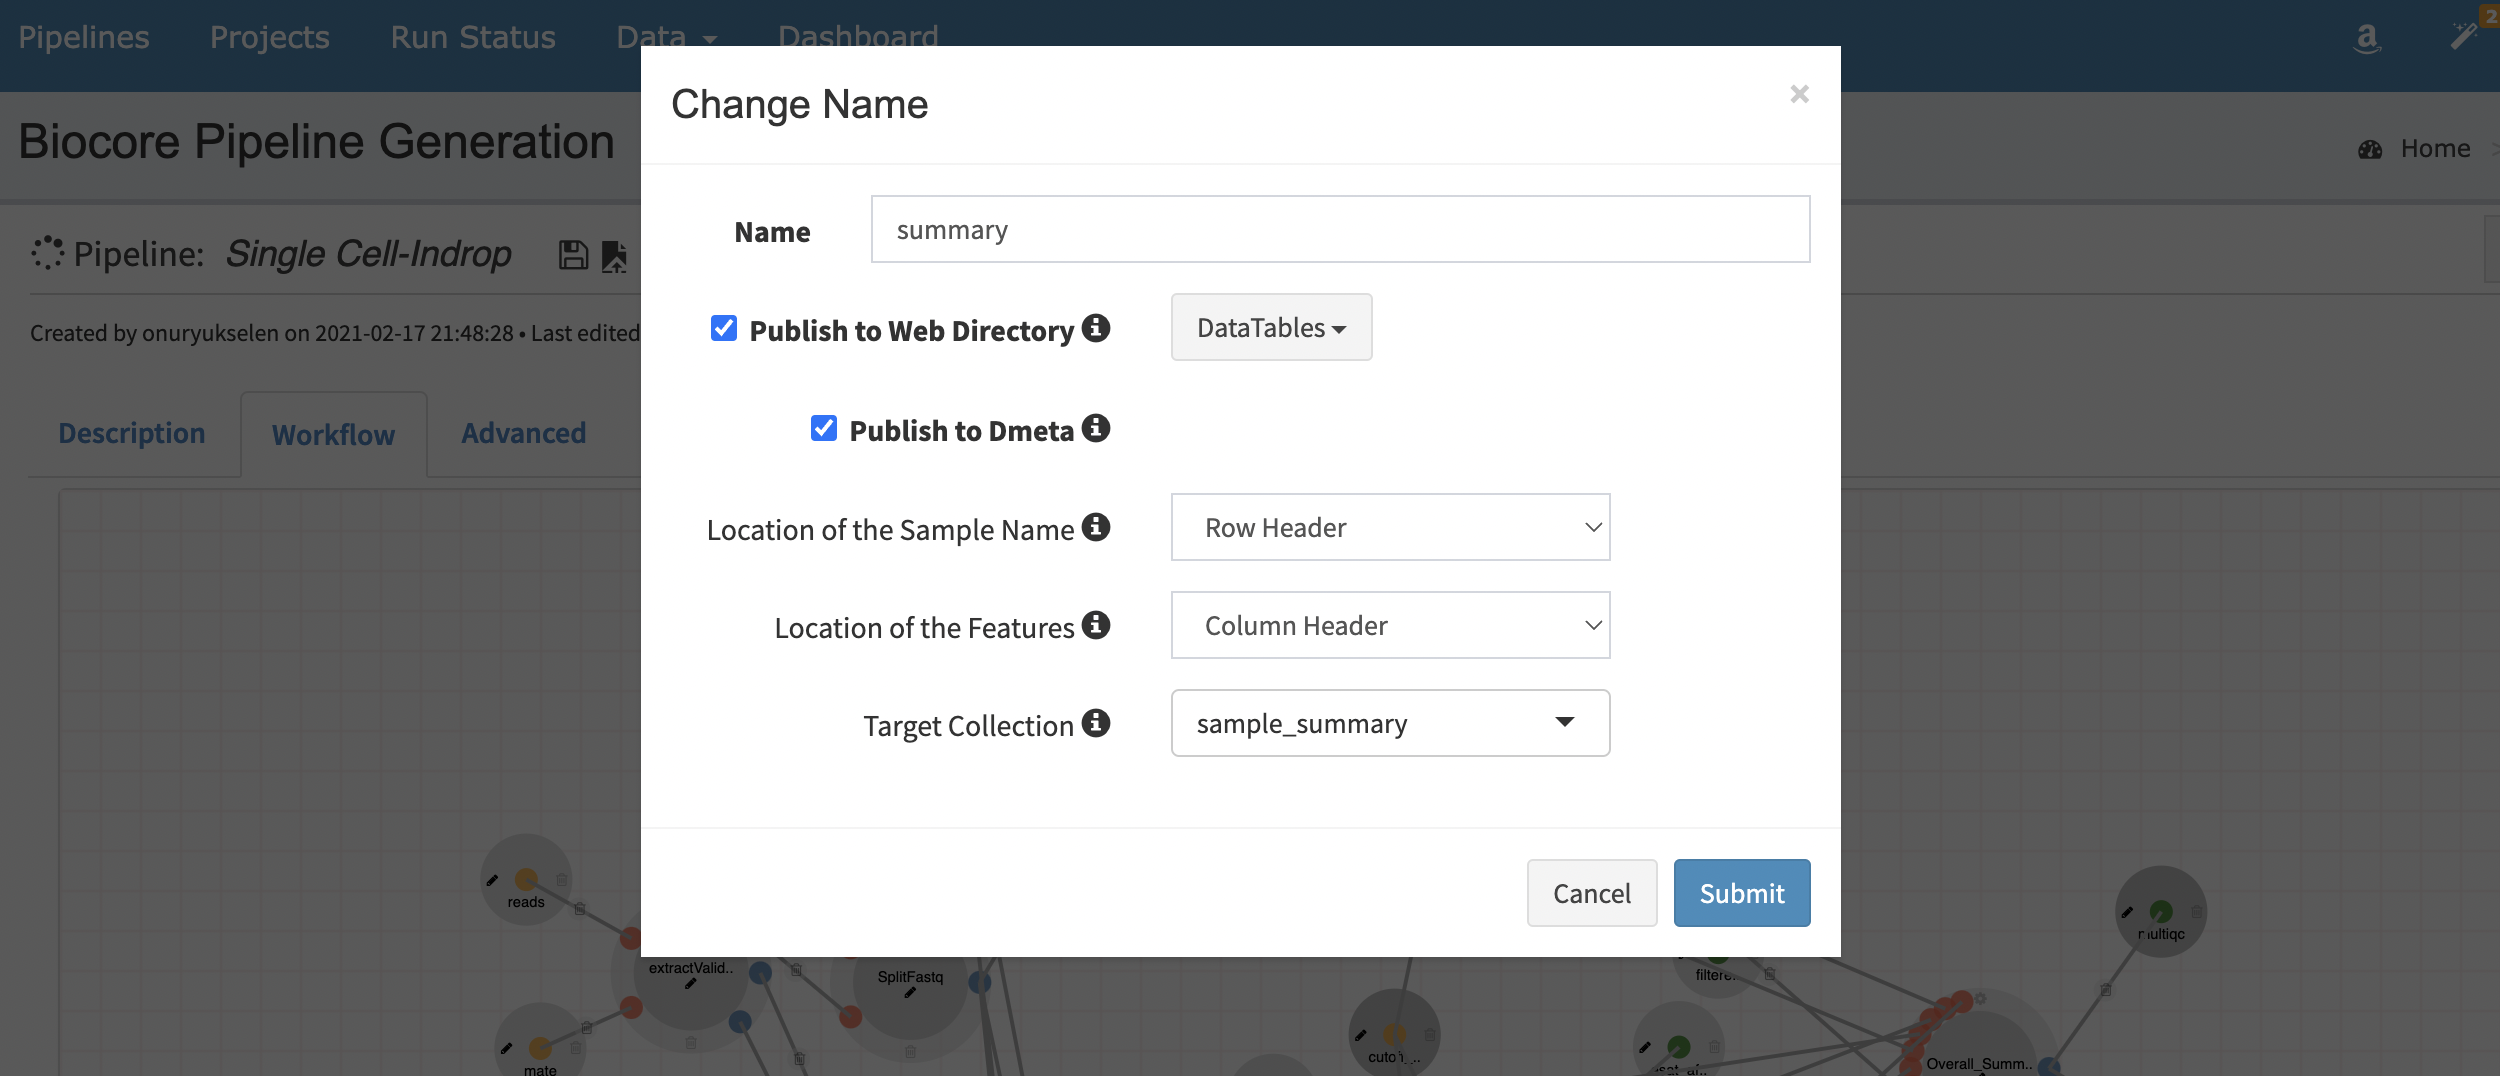 Pipelines Projects Run Status Data Dashboard
2
Biocore Pipeline Generation
Home
Pipeline: Single Cell-Indrop
Created by onuryukselen on 2021-02-17 21:48:28 • Last edited
Description Workflow Advanced
Change Name
×
Name summary
Publish to Web Directory DataTables
Publish to Dmeta
Location of the Sample Name Row Header
Location of the Features Column Header
Target Collection sample_summary
Cancel Submit
reads
multiqc
extractValid..
SplitFastq
filtere..
mate
Overall_Summ..